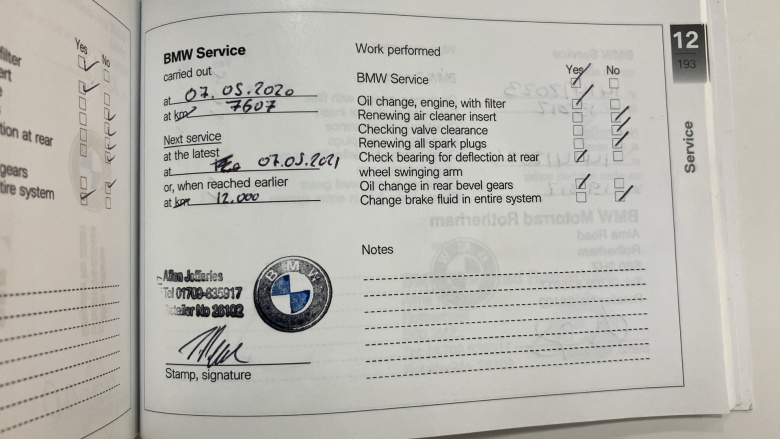 Yes
No
filter
ert
tion at rear
gears
tire system
BMW Service
carried out
at 07.05.2020
at km 7607
Next service
at the latest
at 07.05.2021
or, when reached earlier
at km 12.000
Allan Jefferies
Tel 01709-835917
Retailer No 26102
BMW
Stamp, signature
Work performed
Yes No
BMW Service
Oil change, engine, with filter
Renewing air cleaner insert
Checking valve clearance
Renewing all spark plugs
Check bearing for deflection at rear
wheel swinging arm
Oil change in rear bevel gears
Change brake fluid in entire system
Notes
12
193
Service